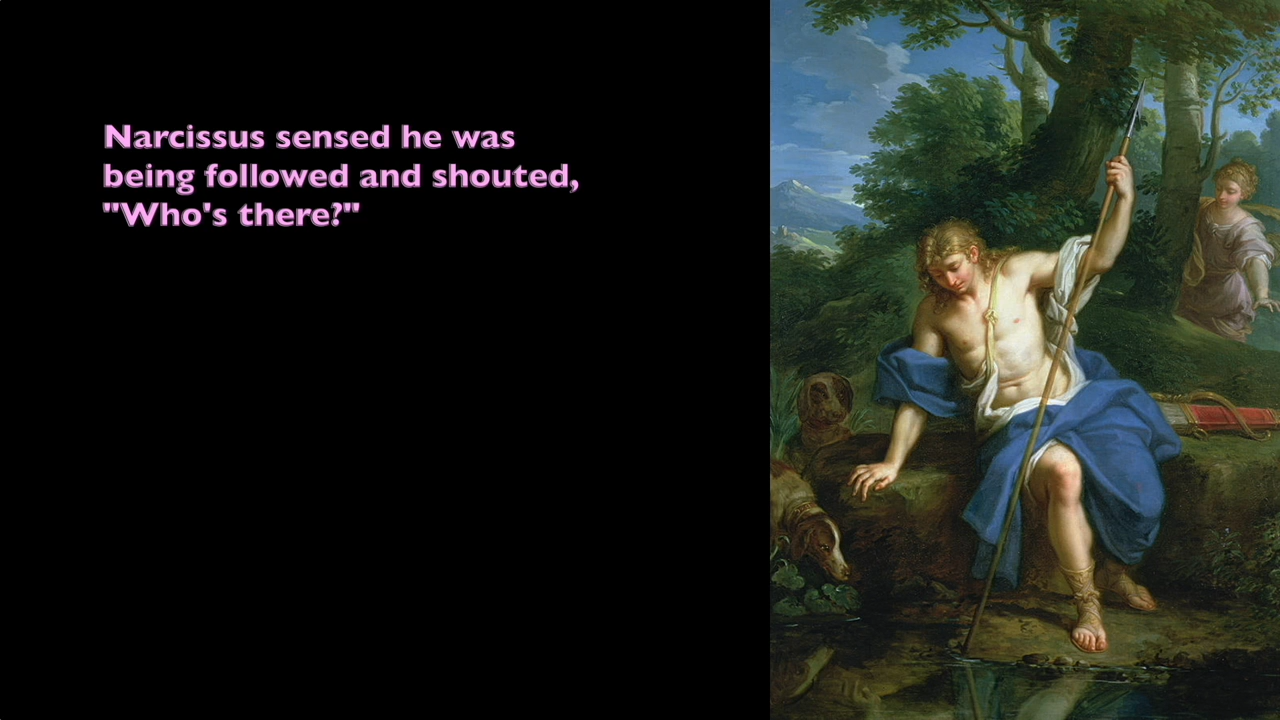 Narcissus sensed he was
being followed and shouted,
"Who's there?"